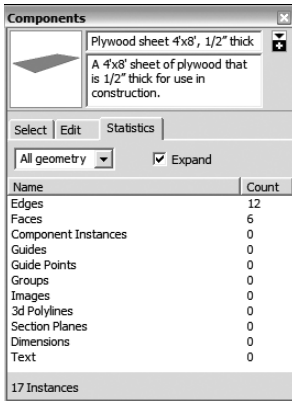 Components
Plywood sheet 4'x8', 1/2" thick
A 4'x8' sheet of plywood that
is 1/2" thick for use in
construction.
Select Edit Statistics
All geometry Expand
Name Count
Edges 12
Faces 6
Component Instances 0
Guides 0
Guide Points 0
Groups 0
Images 0
3d Polylines 0
Section Planes 0
Dimensions 0
Text 0
17 Instances